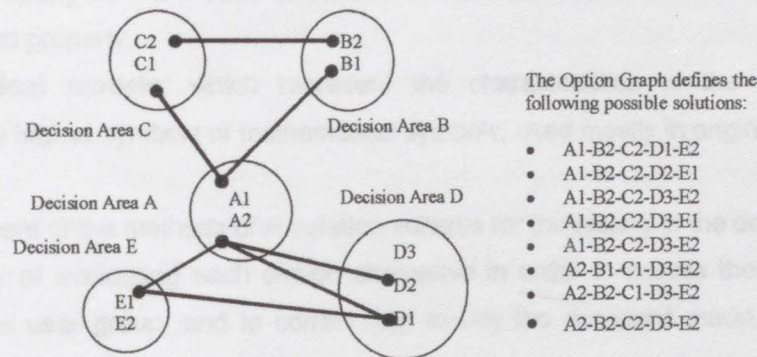 C2
C1
B2
B1
Decision Area C
Decision Area B
Decision Area A
A1
A2
Decision Area D
Decision Area E
D3
D2
D1
E1
E2
The Option Graph defines the
following possible solutions:
• A1-B2-C2-D1-E2
• A1-B2-C2-D2-E1
• A1-B2-C2-D3-E2
• A1-B2-C2-D3-E1
• A1-B2-C2-D3-E2
• A2-B1-C1-D3-E2
• A2-B2-C1-D3-E2
• A2-B2-C2-D3-E2